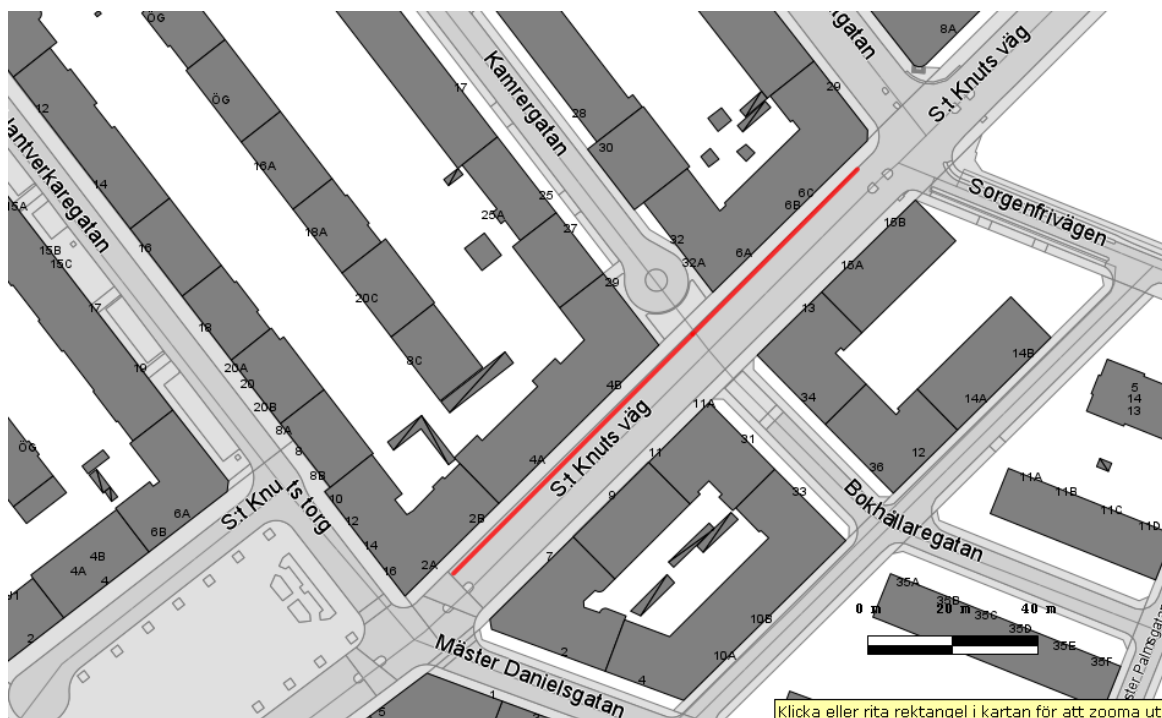 ÖG
8A
S:t Knuts väg
12
ÖG
17
Kamrergatan
28
29
30
14
16A
25
25A
27
Sorgenfrivägen
6C
6B
15A
15B
15C
16
18A
32
32A
6A
15B
15A
20C
29
13
17
18
8C
14B
19
20A
20
4B
14A
5
14
13
20B
8A
11A
34
S:t Knuts väg
8
31
11
12
ÖG
8B
4A
36
11A
11B
11C
11D
10
9
33
6A
S:t Knu
ts torg
2B
Bokhållaregatan
6B
12
4B
14
7
4A
4
16
2A
35A
35B
35C
35D
35E
35F
0 m
20 m
40 m
10B
2
Mäster Danielsgatan
2
10A
4
1
5
Klicka eller rita rektangel i kartan för att zooma ut